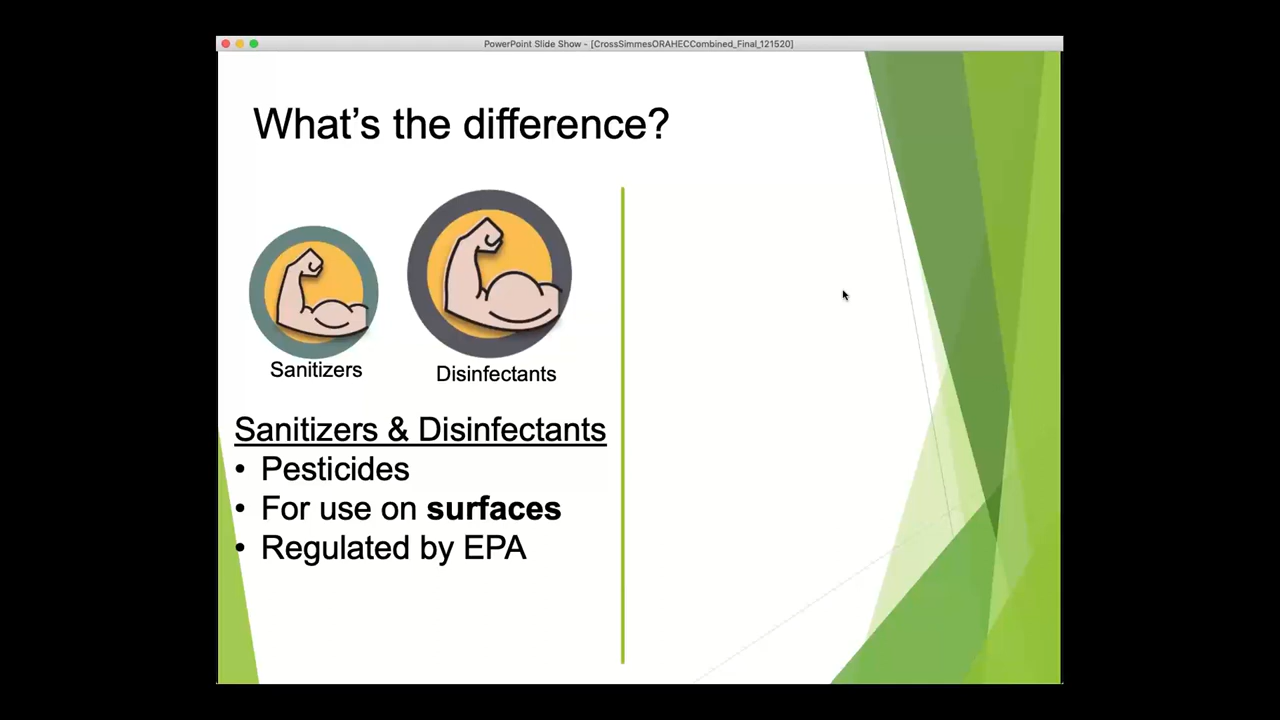 PowerPoint Slide Show - [CrossSimmesORAHECCombined_Final_121520]
What's the difference?
Sanitizers
Disinfectants
Sanitizers & Disinfectants
• Pesticides
• For use on surfaces
• Regulated by EPA